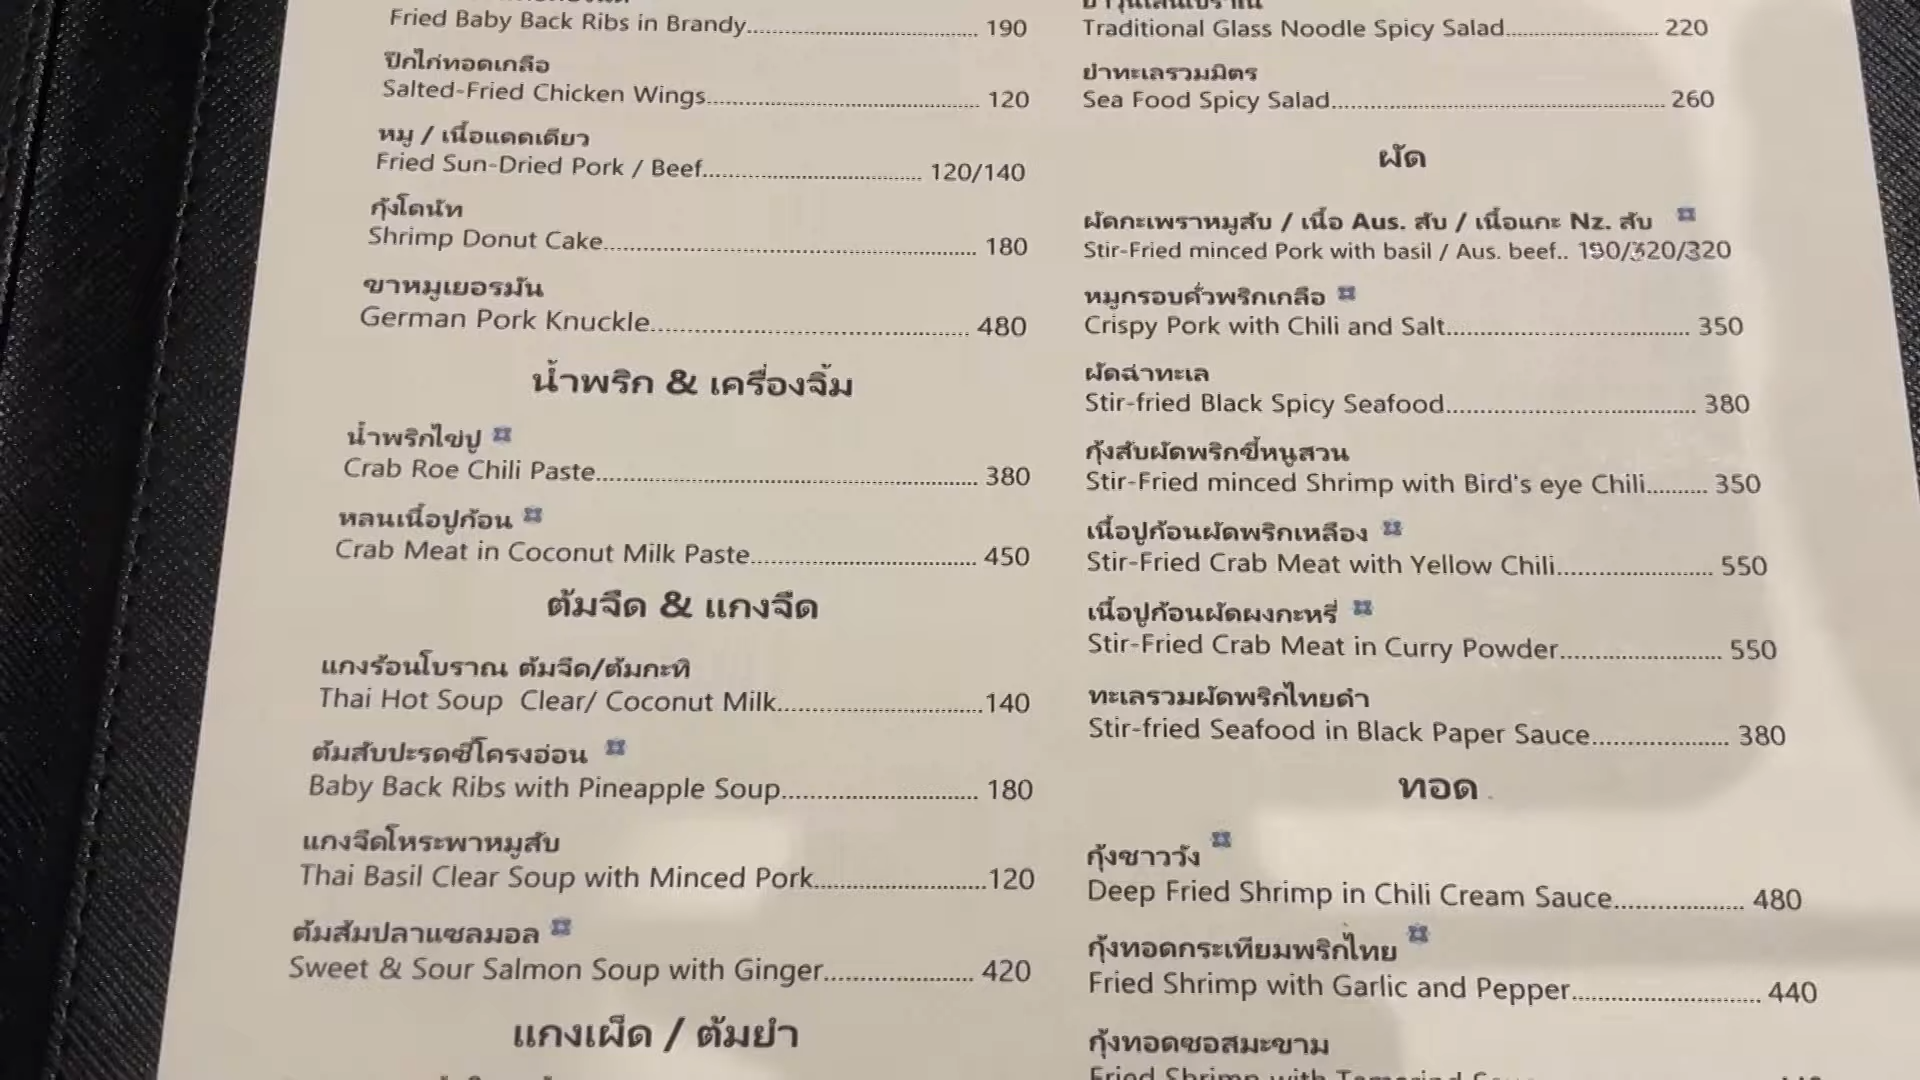 Fried Baby Back Ribs in Brandy........ 190
ปีกไก่ทอดเกลือ
Salted-Fried Chicken Wings........ 120
หมู / เนื้อแดดเดียว
Fried Sun-Dried Pork / Beef........ 120/140
กุ้งโดนัท
Shrimp Donut Cake........ 180
ขาหมูเยอรมัน
German Pork Knuckle........ 480
น้ำพริก & เครื่องจิ้ม
น้ำพริกไข่ปู
Crab Roe Chili Paste........ 380
หลนเนื้อปูก้อน
Crab Meat in Coconut Milk Paste........ 450
ต้มจืด & แกงจืด
แกงร้อนโบราณ ต้มจืด/ต้มกะทิ
Thai Hot Soup Clear/ Coconut Milk........140
ต้มสับปะรดซี่โครงอ่อน
Baby Back Ribs with Pineapple Soup........ 180
แกงจืดโหระพาหมูสับ
Thai Basil Clear Soup with Minced Pork........120
ต้มส้มปลาแซลมอล
Sweet & Sour Salmon Soup with Ginger........ 420
แกงเผ็ด / ต้มยำ
ยำวุ้นเส้นโบราณ
Traditional Glass Noodle Spicy Salad........ 220
ยำทะเลรวมมิตร
Sea Food Spicy Salad........ 260
ผัด
ผัดกะเพราหมูสับ / เนื้อ Aus. สับ / เนื้อแกะ Nz. สับ
Stir-Fried minced Pork with basil / Aus. beef.. 190/320/320
หมูกรอบคั่วพริกเกลือ
Crispy Pork with Chili and Salt........ 350
ผัดฉ่าทะเล
Stir-fried Black Spicy Seafood........ 380
กุ้งสับผัดพริกขี้หนูสวน
Stir-Fried minced Shrimp with Bird's eye Chili........ 350
เนื้อปูก้อนผัดพริกเหลือง
Stir-Fried Crab Meat with Yellow Chili........ 550
เนื้อปูก้อนผัดผงกะหรี่
Stir-Fried Crab Meat in Curry Powder........ 550
ทะเลรวมผัดพริกไทยดำ
Stir-fried Seafood in Black Paper Sauce........ 380
ทอด
กุ้งชาววัง
Deep Fried Shrimp in Chili Cream Sauce........ 480
กุ้งทอดกระเทียมพริกไทย
Fried Shrimp with Garlic and Pepper........ 440
กุ้งทอดซอสมะขาม
Fried Shrimp with Tamarind